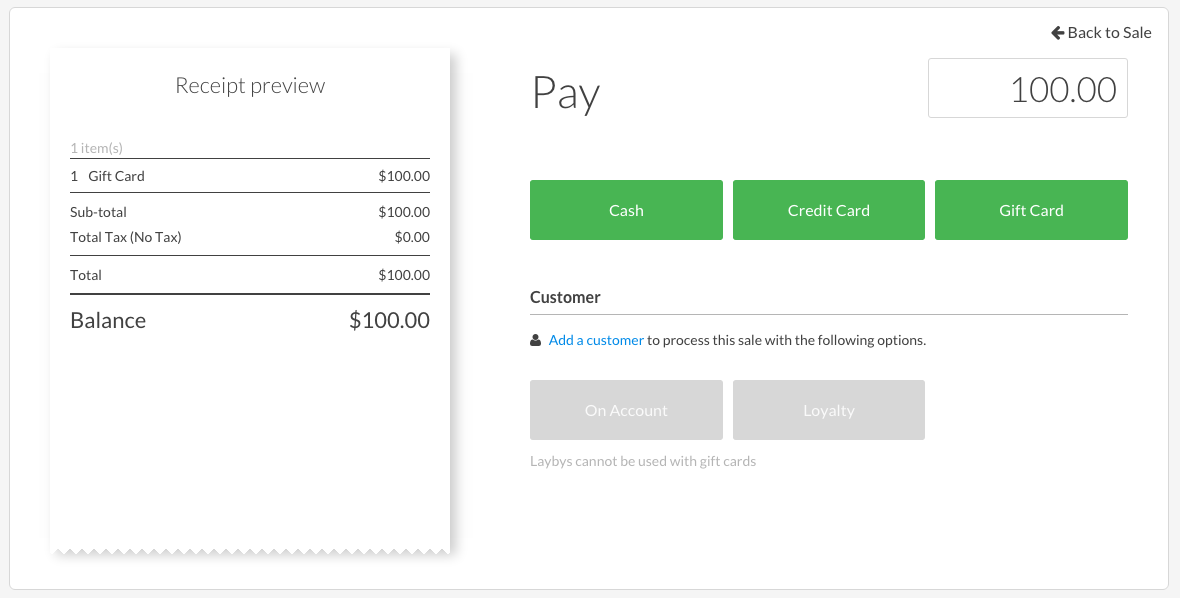 Back to Sale
Receipt preview
1 item(s)
1 Gift Card $100.00
Sub-total $100.00
Total Tax (No Tax) $0.00
Total $100.00
Balance $100.00
Pay 100.00
Cash Credit Card Gift Card
Customer
Add a customer to process this sale with the following options.
On Account Loyalty
Laybys cannot be used with gift cards